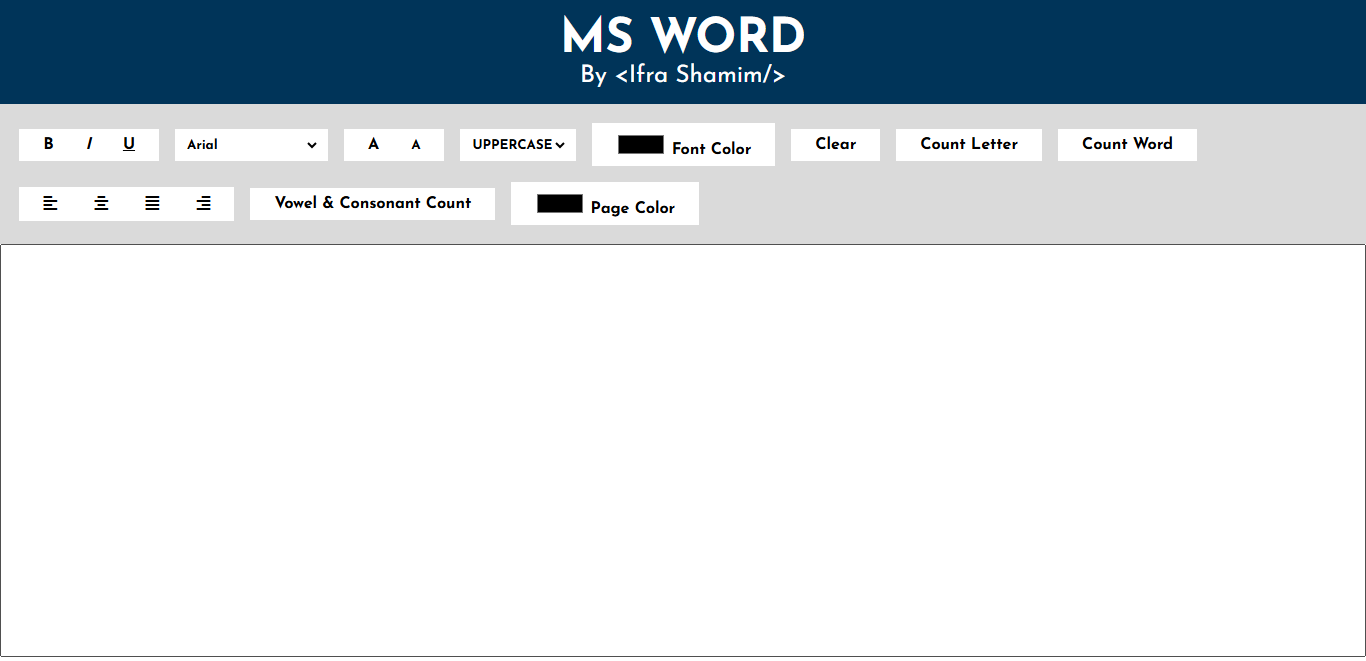 MS WORD
By <Ifra Shamim/>
B I U Arial A A UPPERCASE Font Color Clear Count Letter Count Word
Vowel & Consonant Count Page Color